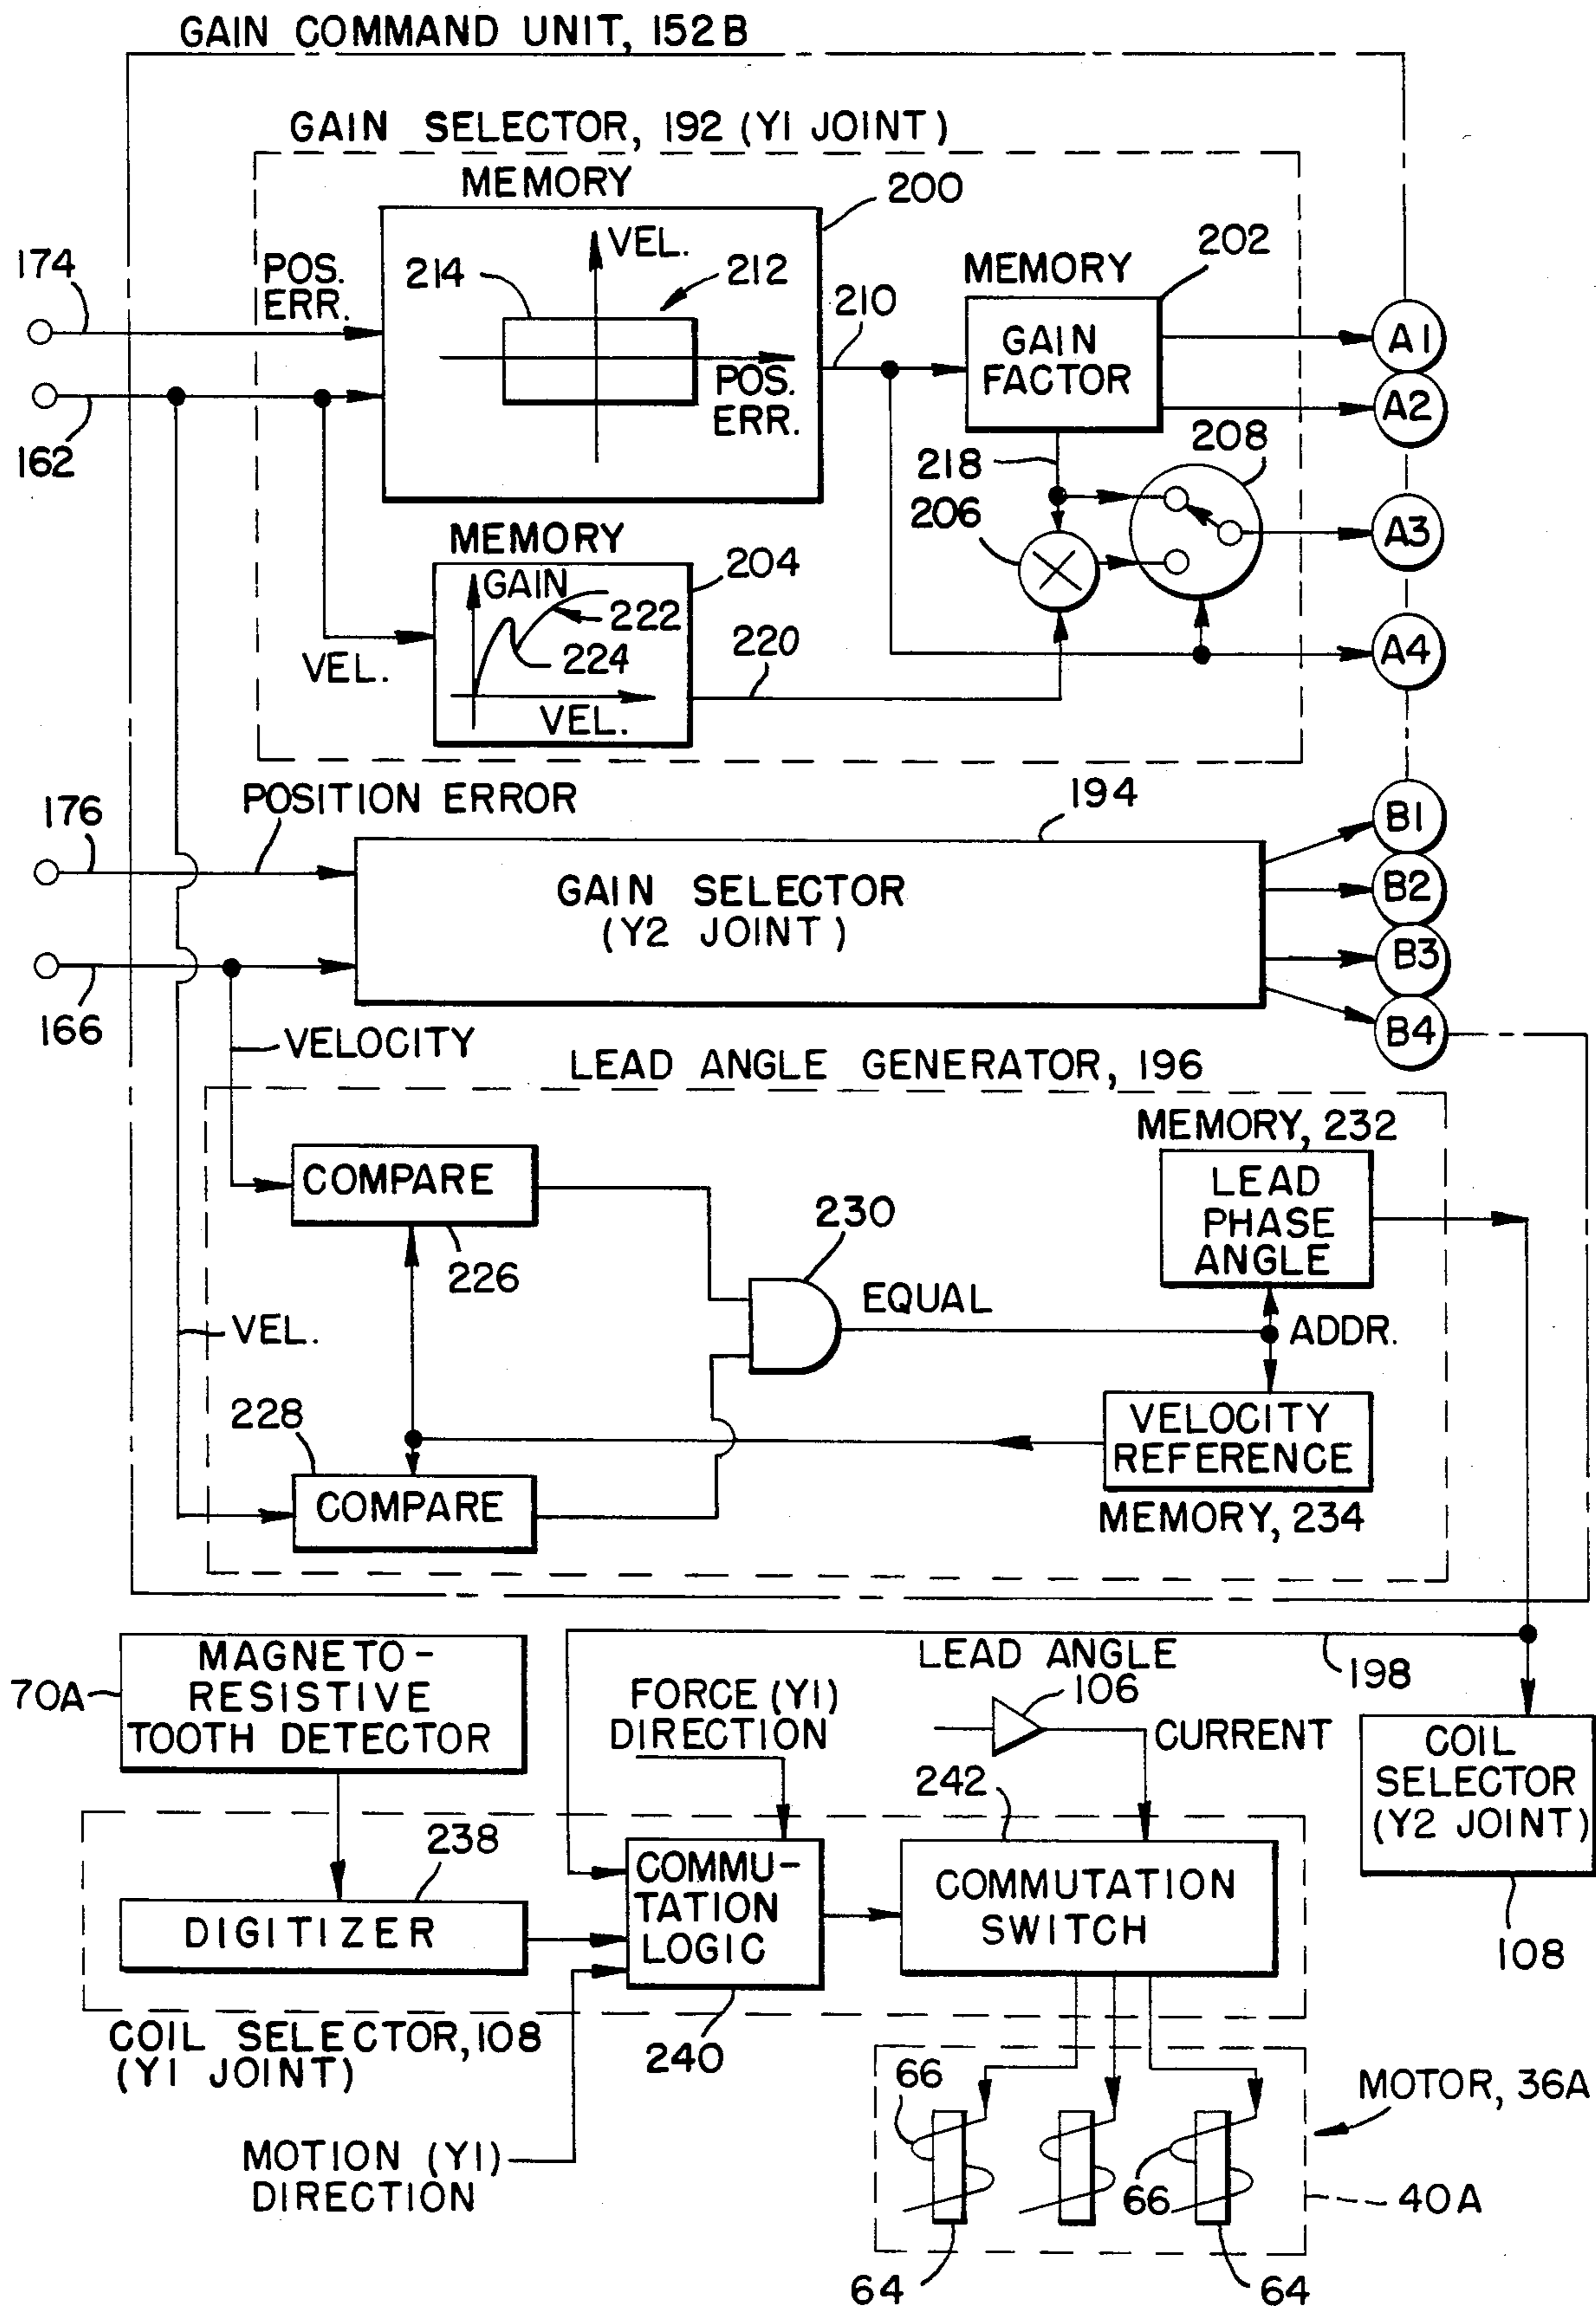 GAIN COMMAND UNIT, 152B
GAIN SELECTOR, 192 (Y1 JOINT)
MEMORY
200
174
POS.
ERR.
214
VEL.
212
POS.
ERR.
210
MEMORY
202
GAIN
FACTOR
A1
A2
162
218
208
206
A3
MEMORY
204
GAIN
222
224
VEL.
VEL.
220
A4
176
POSITION ERROR
194
B1
GAIN SELECTOR
(Y2 JOINT)
B2
B3
166
B4
VELOCITY
LEAD ANGLE GENERATOR, 196
MEMORY, 232
COMPARE
226
LEAD
PHASE
ANGLE
230
EQUAL
ADDR.
VEL.
228
COMPARE
VELOCITY
REFERENCE
MEMORY, 234
70A
MAGNETO-
RESISTIVE
TOOTH DETECTOR
LEAD ANGLE
198
FORCE (Y1)
DIRECTION
106
CURRENT
COIL
SELECTOR
(Y2 JOINT)
108
242
238
DIGITIZER
COMMU-
TATION
LOGIC
COMMUTATION
SWITCH
COIL SELECTOR, 108
(Y1 JOINT)
240
66
MOTOR, 36A
MOTION (Y1)
DIRECTION
66
40A
64
64